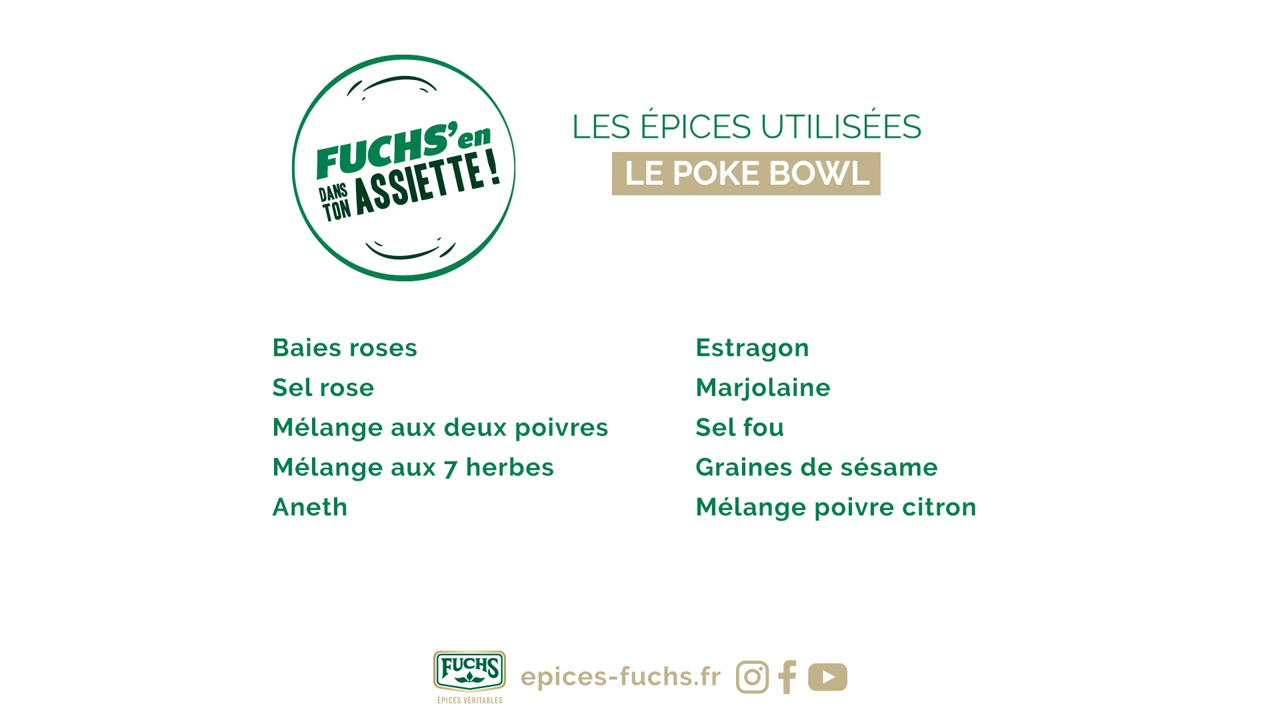 FUCHS'en
DANS TON ASSIETTE !
LES ÉPICES UTILISÉES
LE POKE BOWL
Baies roses
Sel rose
Mélange aux deux poivres
Mélange aux 7 herbes
Aneth
Estragon
Marjolaine
Sel fou
Graines de sésame
Mélange poivre citron
FUCHS
ÉPICES VÉRITABLES
epices-fuchs.fr